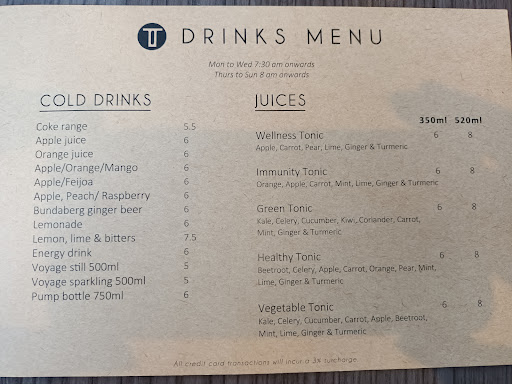 DRINKS MENU
Mon to Wed 7:30 am onwards
Thurs to Sun 8 am onwards
COLD DRINKS
Coke range 5.5
Apple juice 6
Orange juice 6
Apple/Orange/Mango 6
Apple/Feijoa 6
Apple, Peach/ Raspberry 6
Bundaberg ginger beer 6
Lemonade 6
Lemon, lime & bitters 7.5
Energy drink 6
Voyage still 500ml 5
Voyage sparkling 500ml 5
Pump bottle 750ml 6
JUICES
350ml 520ml
Wellness Tonic 6 8
Apple, Carrot, Pear, Lime, Ginger & Turmeric
Immunity Tonic 6 8
Orange, Apple, Carrot, Mint, Lime, Ginger & Turmeric
Green Tonic 6 8
Kale, Celery, Cucumber, Kiwi, Coriander, Carrot,
Mint, Ginger & Turmeric
Healthy Tonic 6 8
Beetroot, Celery, Apple, Carrot, Orange, Pear, Mint,
Lime, Ginger & Turmeric
Vegetable Tonic 6 8
Kale, Celery, Cucumber, Carrot, Apple, Beetroot,
Mint, Lime, Ginger & Turmeric
All credit card transactions will incur a 3% surcharge